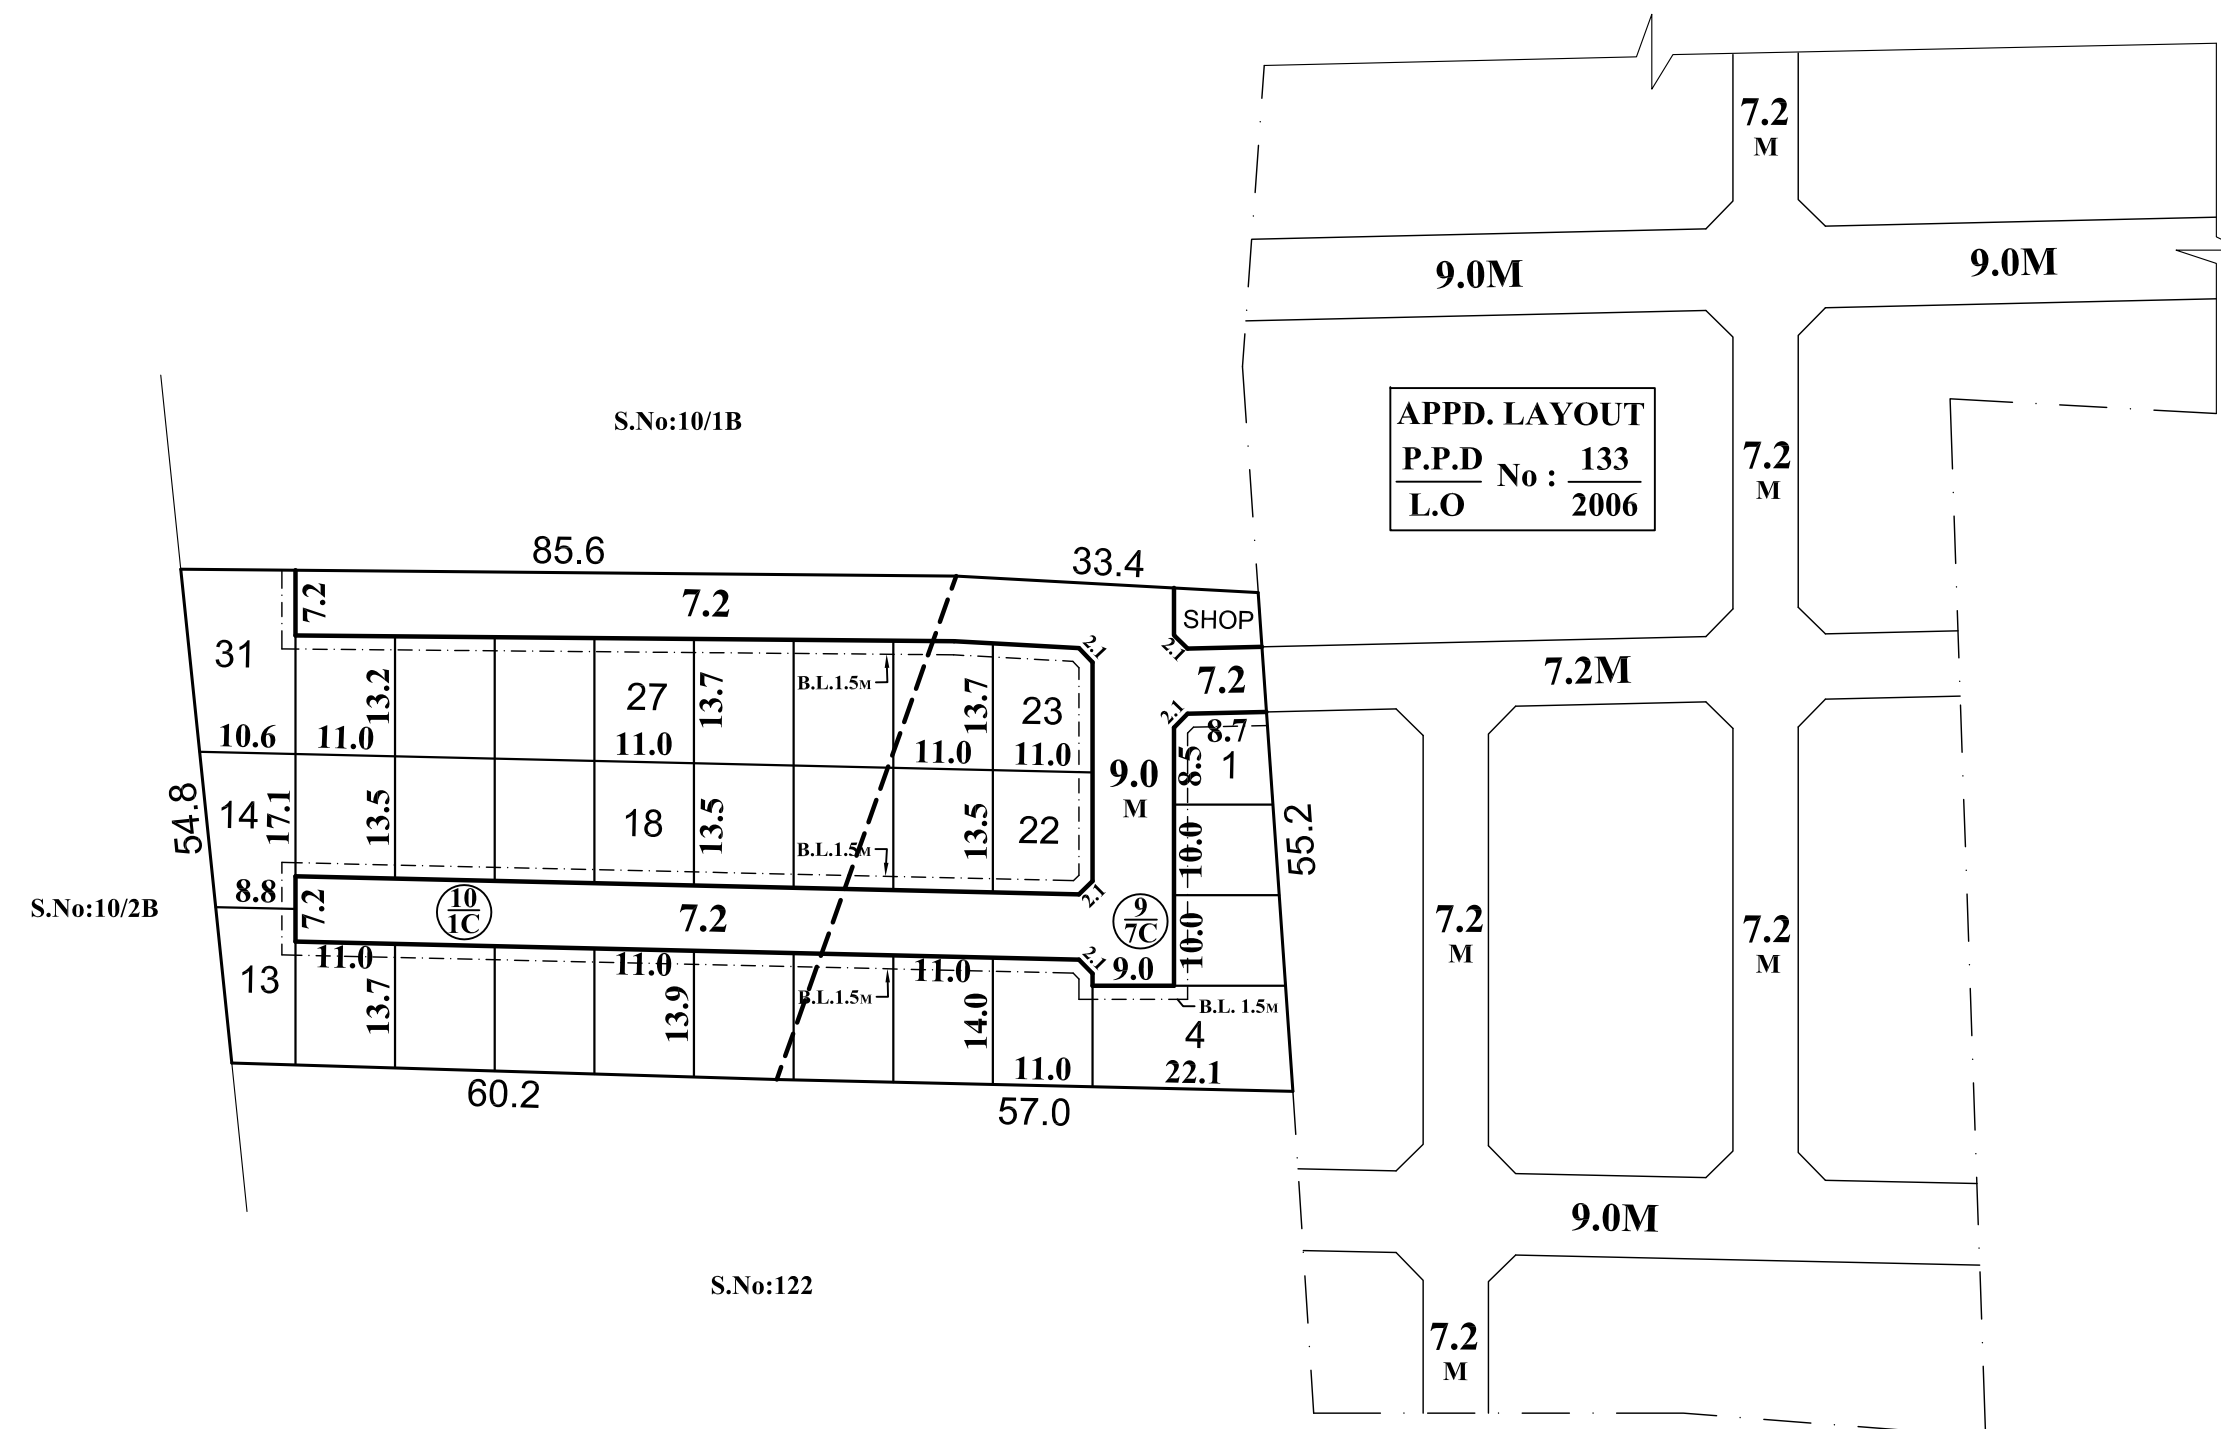 7.2
M
9.0M
9.0M
APPD. LAYOUT
P.P.D
L.O
No :
133
2006
7.2
M
S.No:10/1B
85.6
33.4
7.2
7.2
SHOP
2.1
2.1
7.2
7.2M
31
13.2
27
13.7
B.L.1.5M
13.7
23
2.1
8.7
10.6
11.0
11.0
11.0
11.0
9.0
M
8.5
1
54.8
14
17.1
13.5
18
13.5
B.L.1.5M
13.5
22
10.0
55.2
8.8
7.2
10
1C
7.2
2.1
9
7C
10.0
S.No:10/2B
7.2
M
7.2
M
13
11.0
13.7
11.0
13.9
B.L.1.5M
11.0
14.0
2.1
9.0
B.L. 1.5M
4
11.0
22.1
60.2
57.0
9.0M
S.No:122
7.2
M